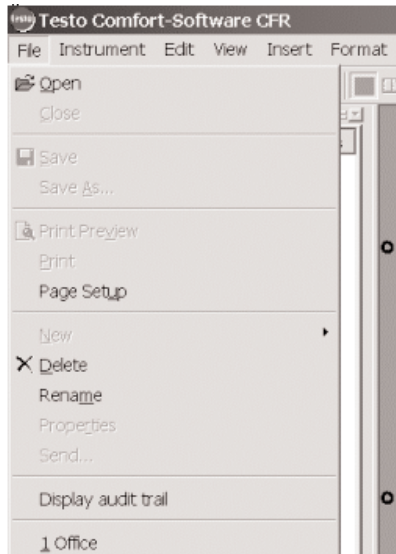 testo Testo Comfort-Software CFR
File Instrument Edit View Insert Format
Open
Close
Save
Save As...
Print Preview
Print
Page Setup
New
Delete
Rename
Properties
Send...
Display audit trail
1 Office